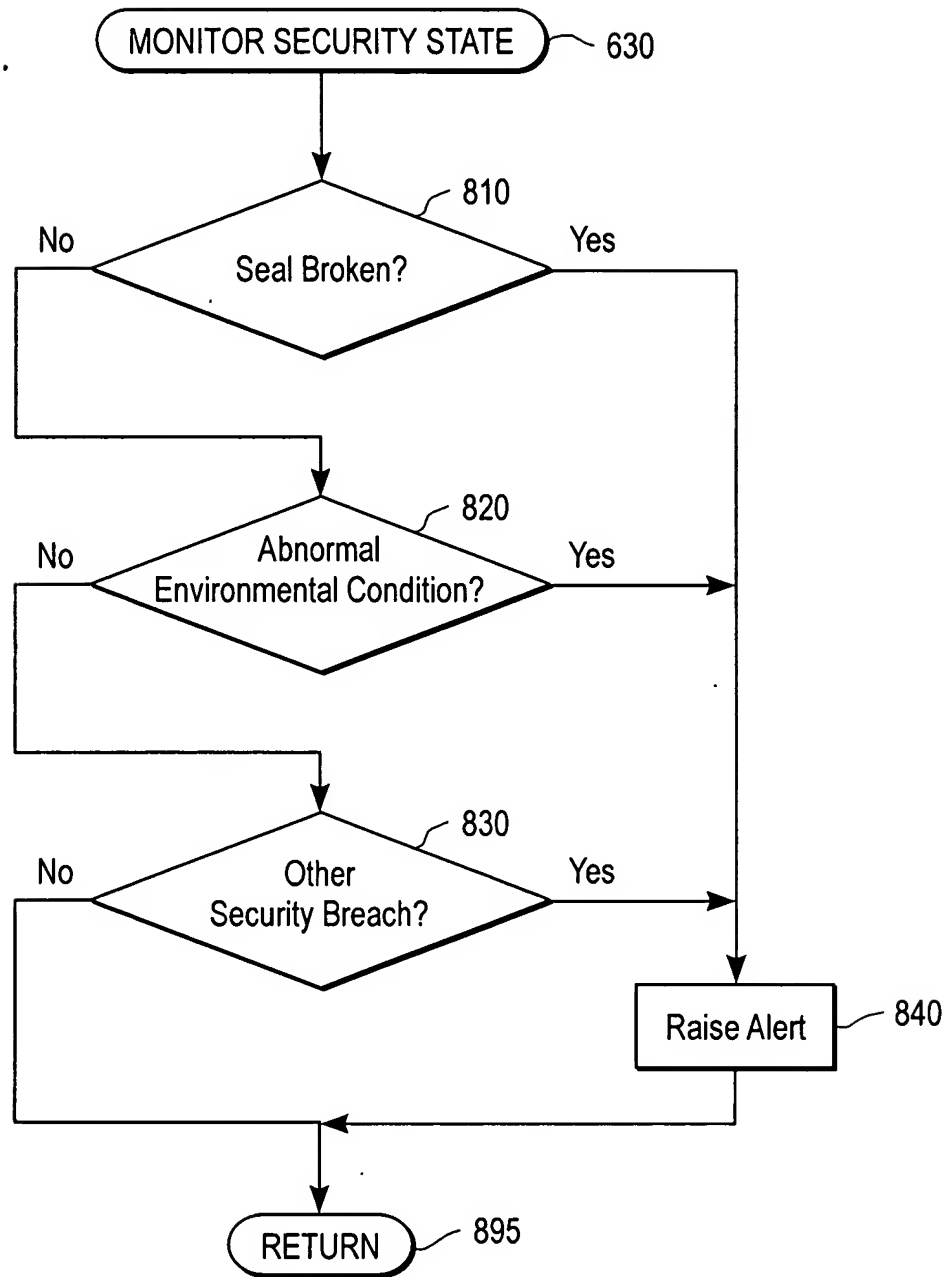 MONITOR SECURITY STATE
630
810
No
Yes
Seal Broken?
820
No
Yes
Abnormal
Environmental Condition?
830
No
Yes
Other
Security Breach?
Raise Alert
840
RETURN
895